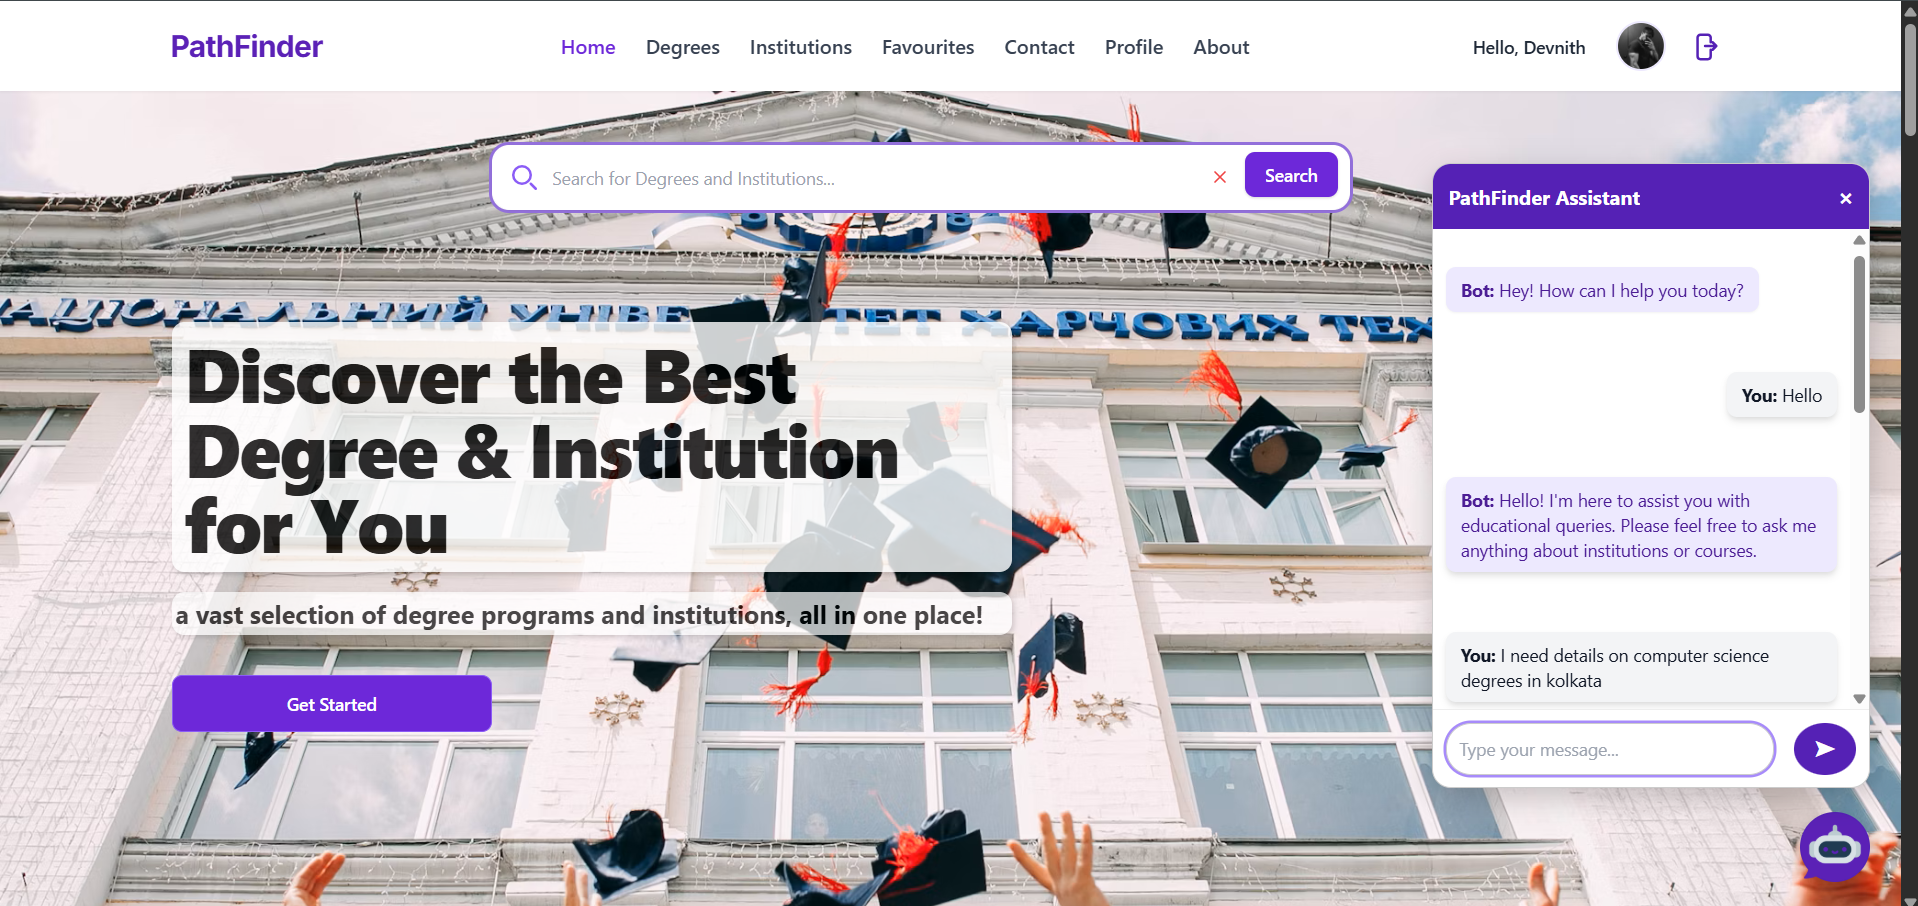 PathFinder
Home Degrees Institutions Favourites Contact Profile About
Hello, Devnith
Search for Degrees and Institutions...
Search
НАЦІОНАЛЬНИЙ УНІВЕ ТЕТ ХАРЧОВИХ ТЕХ
Discover the Best
Degree & Institution
for You
a vast selection of degree programs and institutions, all in one place!
Get Started
PathFinder Assistant
Bot: Hey! How can I help you today?
You: Hello
Bot: Hello! I'm here to assist you with
educational queries. Please feel free to ask me
anything about institutions or courses.
You: I need details on computer science
degrees in kolkata
Type your message...